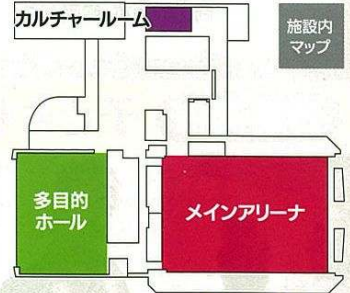 カルチャールーム
施設内
マップ
多目的
ホール
メインアリーナ